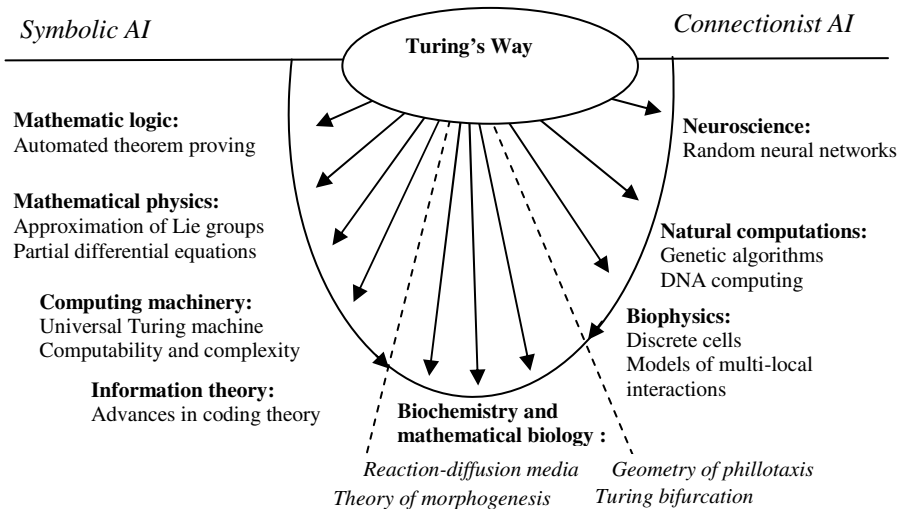 Symbolic AI
Turing’s Way
Connectionist AI
Mathematic logic:
Automated theorem proving
Mathematical physics:
Approximation of Lie groups
Partial differential equations
Computing machinery:
Universal Turing machine
Computability and complexity
Information theory:
Advances in coding theory
Biochemistry and
mathematical biology :
Reaction-diffusion media
Theory of morphogenesis
Geometry of phillotaxis
Turing bifurcation
Neuroscience:
Random neural networks
Natural computations:
Genetic algorithms
DNA computing
Biophysics:
Discrete cells
Models of multi-local
interactions